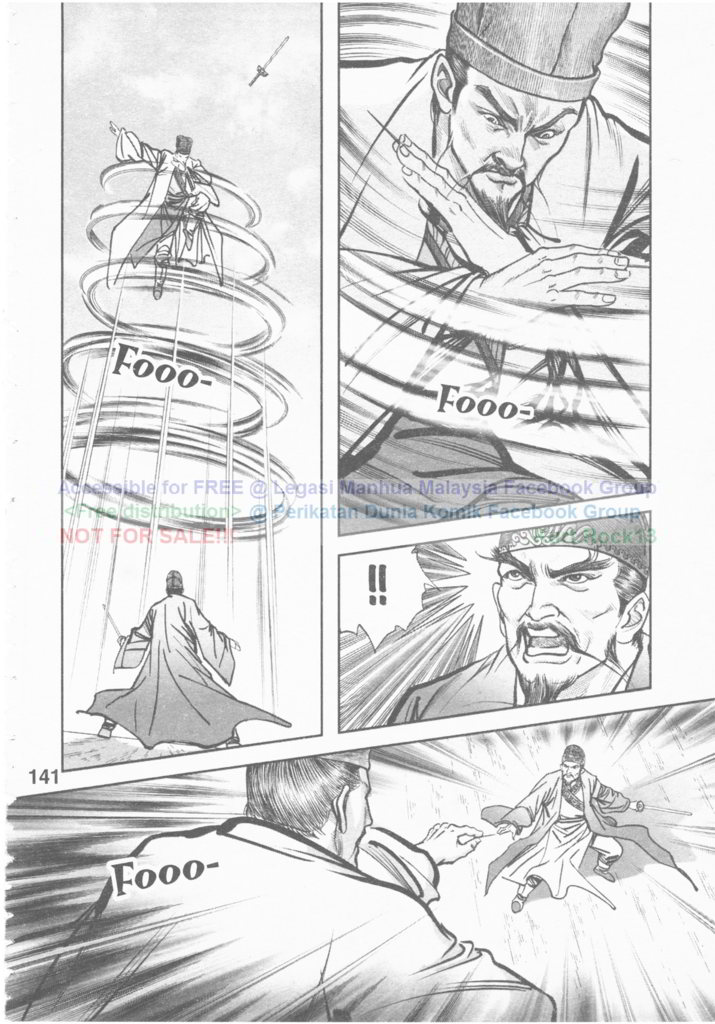 Fooo-
Fooo-
Accessible for FREE @ Legasi Manhua Malaysia Facebook Group
<Free distribution> @ Perikatan Dunia Komik Facebook Group
NOT FOR SALE!!!
Red Rock13
!!
141
Fooo-